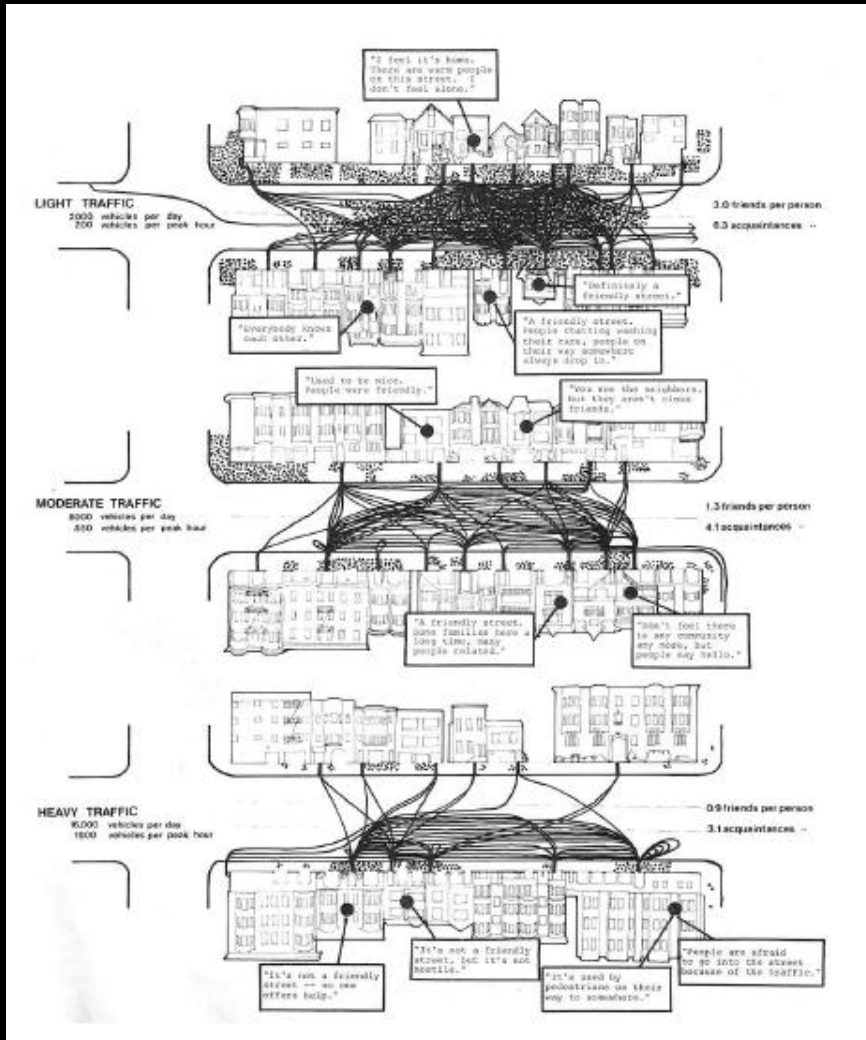 "I feel it's home.
There are warm people
on this street. I
don't feel alone."
LIGHT TRAFFIC
2000 vehicles per day
200 vehicles per peak hour
3.0 friends per person
6.3 acquaintances --
"Definitely a
friendly street."
"Everybody knows
each other."
"A friendly street.
People chatting washing
their cars, people on
their way somewhere
always drop in."
"Used to be nice.
People were friendly."
"You see the neighbors,
but they aren't close
friends."
MODERATE TRAFFIC
8000 vehicles per day
550 vehicles per peak hour
1.3 friends per person
4.1 acquaintances --
"A friendly street,
some families here a
long time, many
people related."
"Don't feel there
is any community
any more, but
people say hello."
HEAVY TRAFFIC
16,000 vehicles per day
1900 vehicles per peak hour
0.9 friends per person
3.1 acquaintances --
"It's not a friendly
street -- no one
offers help."
"It's not a friendly
street, but it's not
hostile."
"It's used by
pedestrians on their
way to somewhere."
"People are afraid
to go into the street
because of the traffic."